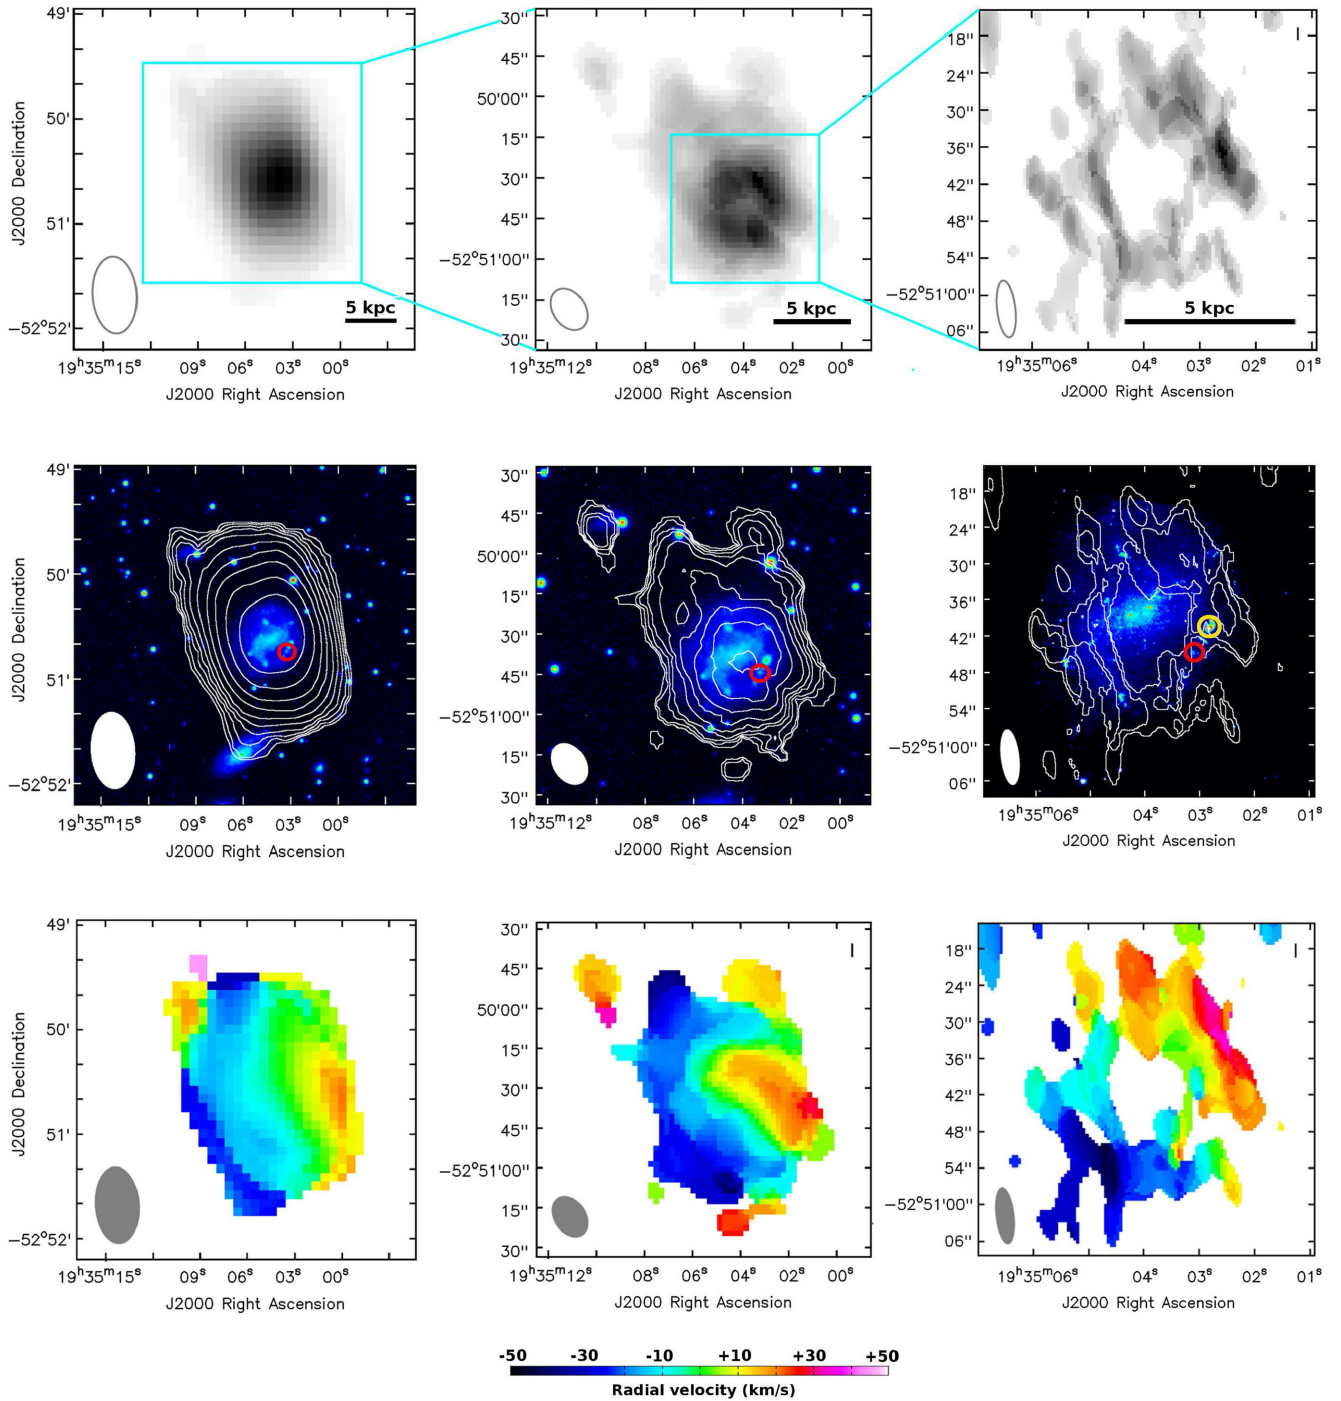 49'
50'
51'
−52°52'
J2000 Declination
5 kpc
19ʰ35ᵐ15ˢ 09ˢ 06ˢ 03ˢ 00ˢ
J2000 Right Ascension
30"
45"
50'00"
15"
30"
45"
−52°51'00"
15"
30"
5 kpc
19ʰ35ᵐ12ˢ 08ˢ 06ˢ 04ˢ 02ˢ 00ˢ
J2000 Right Ascension
18"
24"
30"
36"
42"
48"
54"
−52°51'00"
06"
5 kpc
19ʰ35ᵐ06ˢ 04ˢ 03ˢ 02ˢ 01ˢ
J2000 Right Ascension
49'
50'
51'
−52°52'
J2000 Declination
19ʰ35ᵐ15ˢ 09ˢ 06ˢ 03ˢ 00ˢ
J2000 Right Ascension
30"
45"
50'00"
15"
30"
45"
−52°51'00"
15"
30"
19ʰ35ᵐ12ˢ 08ˢ 06ˢ 04ˢ 02ˢ 00ˢ
J2000 Right Ascension
18"
24"
30"
36"
42"
48"
54"
−52°51'00"
06"
19ʰ35ᵐ06ˢ 04ˢ 03ˢ 02ˢ 01ˢ
J2000 Right Ascension
49'
50'
51'
−52°52'
J2000 Declination
19ʰ35ᵐ15ˢ 09ˢ 06ˢ 03ˢ 00ˢ
J2000 Right Ascension
30"
45"
50'00"
15"
30"
45"
−52°51'00"
15"
30"
19ʰ35ᵐ12ˢ 08ˢ 06ˢ 04ˢ 02ˢ 00ˢ
J2000 Right Ascension
18"
24"
30"
36"
42"
48"
54"
−52°51'00"
06"
19ʰ35ᵐ06ˢ 04ˢ 03ˢ 02ˢ 01ˢ
J2000 Right Ascension
-50 -30 -10 +10 +30 +50
Radial velocity (km/s)